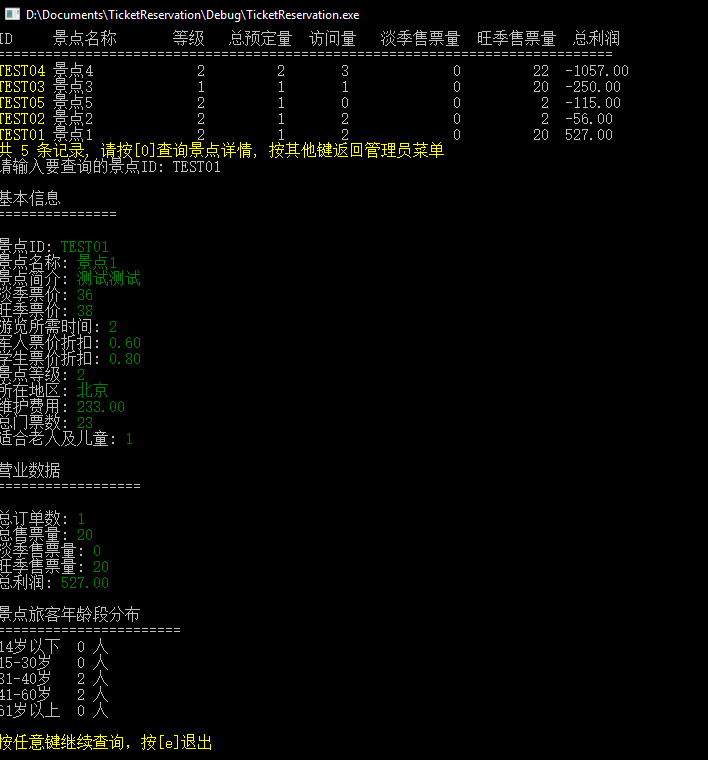 D:\Documents\TicketReservation\Debug\TicketReservation.exe
ID 景点名称 等级 总预定量 访问量 淡季售票量 旺季售票量 总利润
================================================================================
TEST04 景点4 2 2 3 0 22 -1057.00
TEST03 景点3 1 1 1 0 20 -250.00
TEST05 景点5 2 1 0 0 2 -115.00
TEST02 景点2 2 1 2 0 2 -56.00
TEST01 景点1 2 1 2 0 20 527.00
共 5 条记录, 请按[0]查询景点详情, 按其他键返回管理员菜单
请输入要查询的景点ID: TEST01
基本信息
===============
景点ID: TEST01
景点名称: 景点1
景点简介: 测试测试
淡季票价: 36
旺季票价: 38
游览所需时间: 2
军人票价折扣: 0.60
学生票价折扣: 0.80
景点等级: 2
所在地区: 北京
维护费用: 233.00
总门票数: 23
适合老人及儿童: 1
营业数据
==================
总订单数: 1
总售票量: 20
淡季售票量: 0
旺季售票量: 20
总利润: 527.00
景点旅客年龄段分布
=======================
14岁以下 0 人
15-30岁 0 人
31-40岁 2 人
41-60岁 2 人
61岁以上 0 人
按任意键继续查询, 按[e]退出